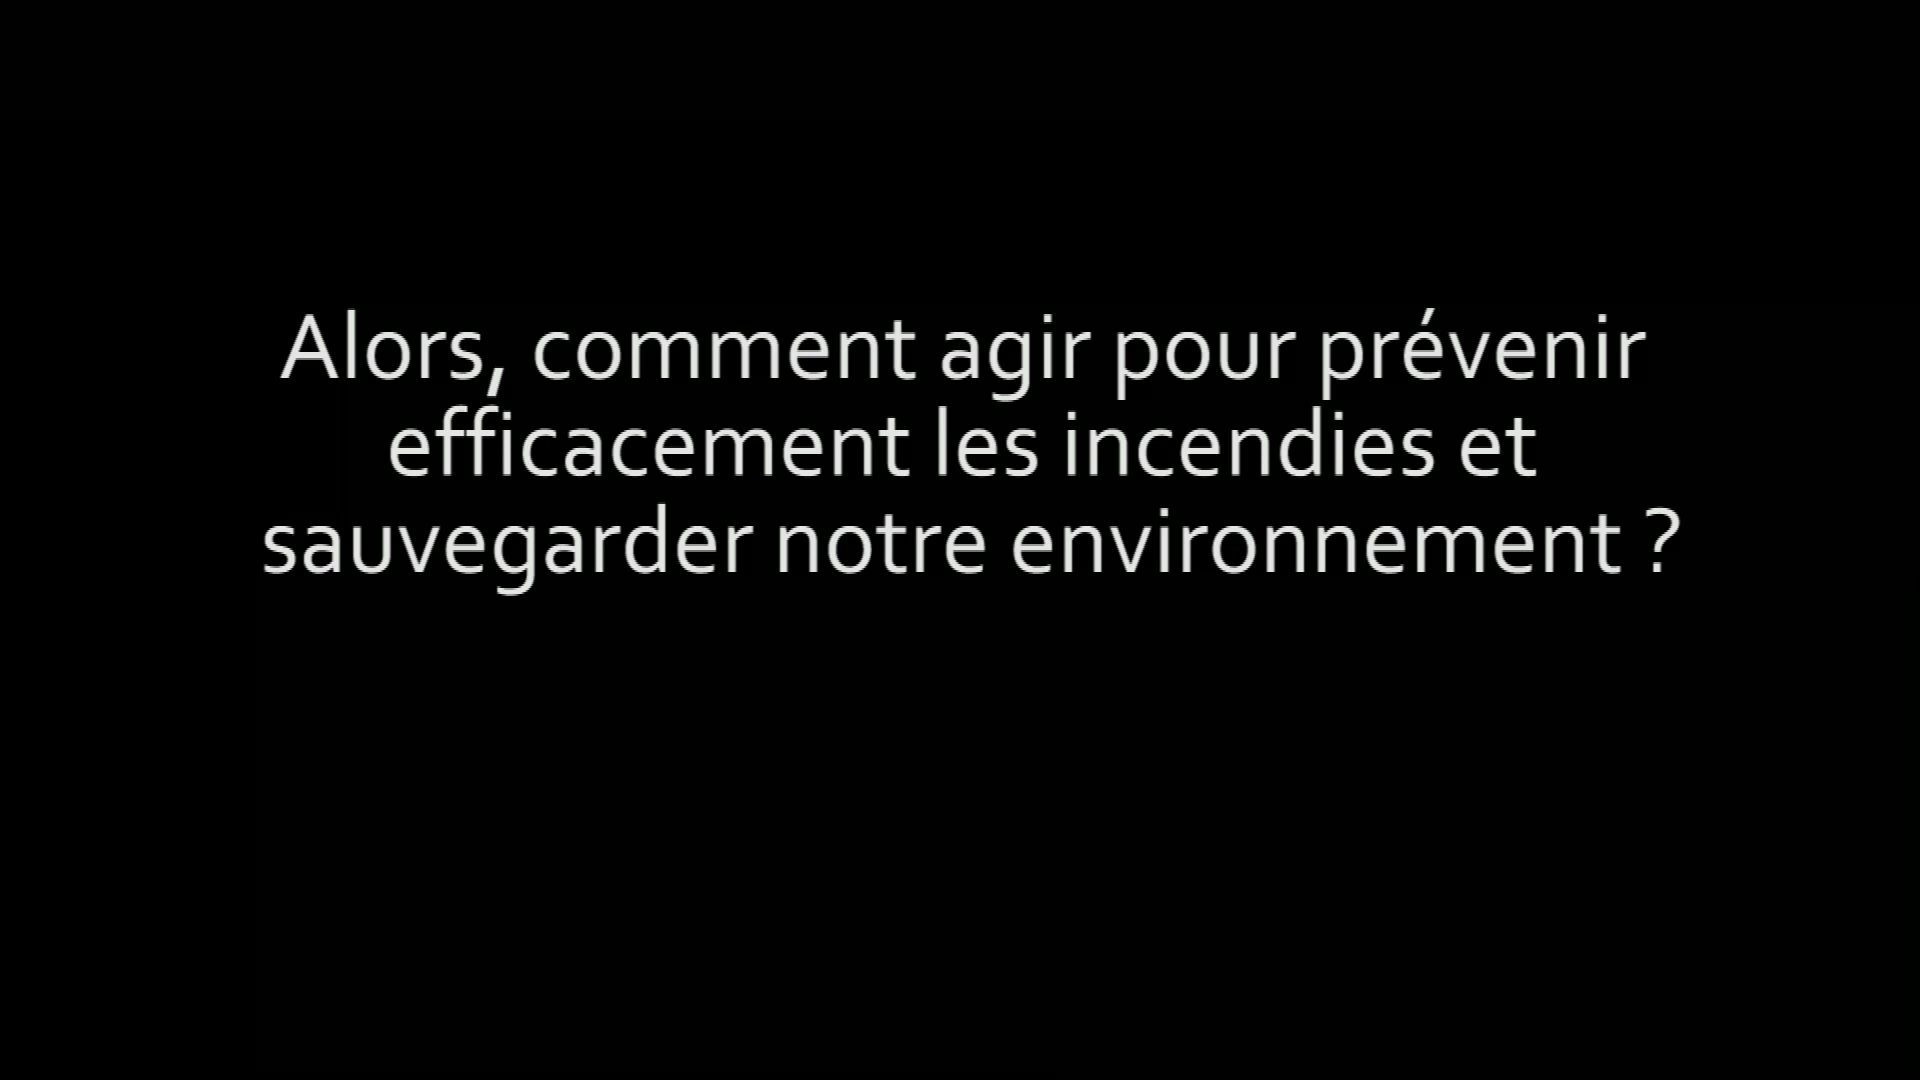 Alors, comment agir pour prévenir
efficacement les incendies et
sauvegarder notre environnement ?